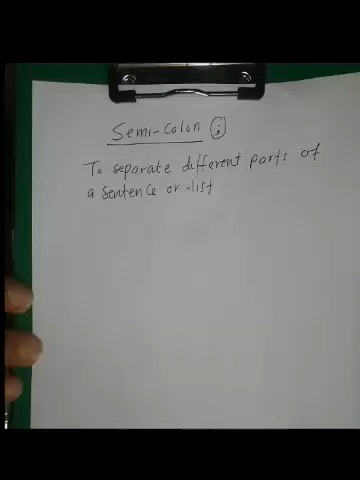 Semi-Colon ;
To separate different parts of
a sentence or list